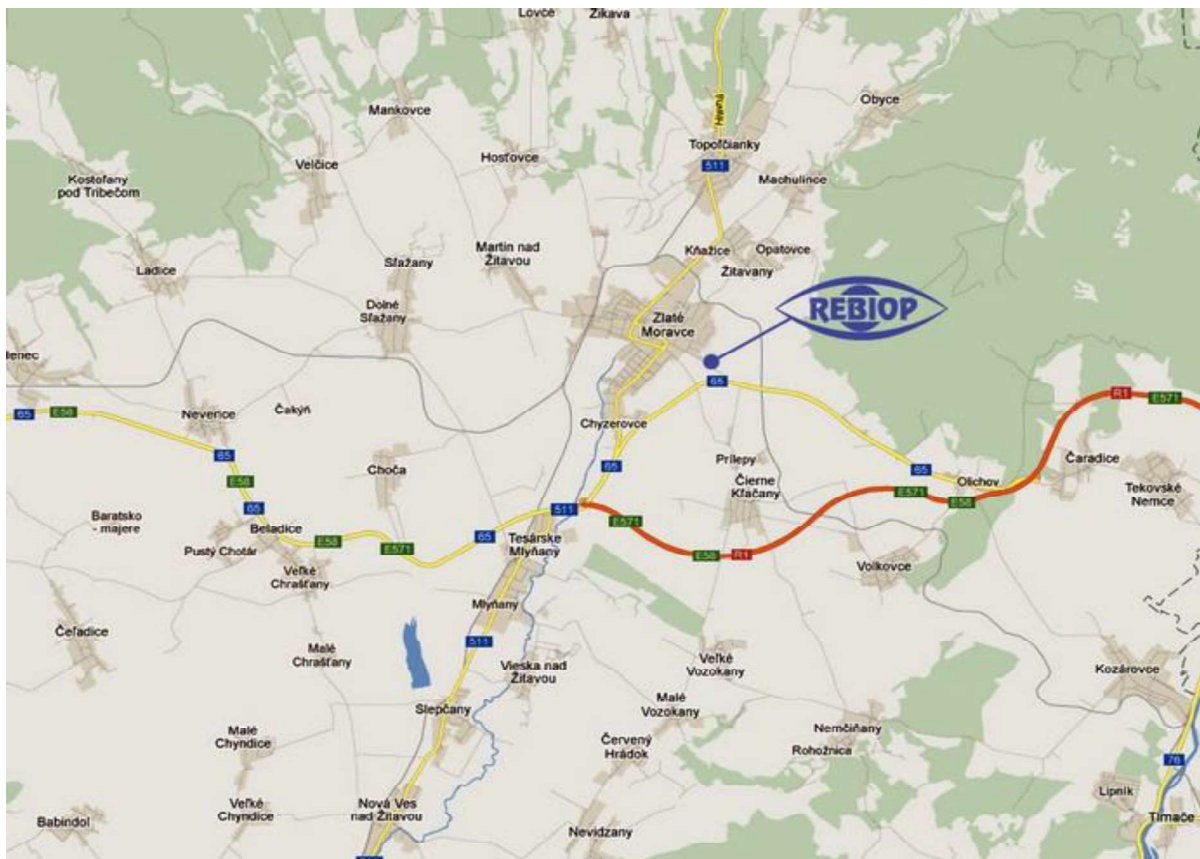 Lovce
Žikava
Mankovce
Obyce
Hlavná
Topoľčianky
Velčice
Hosťovce
511
Machulince
Kostoľany
pod Tribečom
Kňažice
Opatovce
Martin nad
Žitavou
Sľažany
Žitavany
Ladice
Dolné
Sľažany
Zlaté
Moravce
REBIOP
65
R1
E571
65
E58
Nevence
Čakýň
Chyzerovce
Čaradice
65
Choča
65
Prílepy
65
Olichov
E58
Čierne
Kľačany
E571
E58
Tekovské
Nemce
65
511
Baratsko
- majere
Beladice
E571
Pustý Chotár
E58
E571
65
Tesárske
Mlyňany
E58
R1
Veľké
Chrašťany
Volkovce
Mlyňany
Čeľadice
511
Malé
Chrašťany
Vieska nad
Žitavou
Veľké
Vozokany
Kozárovce
Slepčany
Malé
Vozokany
Malé
Chyndice
Červený
Hrádok
Nemčiňany
Rohožnica
76
Babindol
Veľké
Chyndice
Nová Ves
nad Žitavou
Nevidzany
Lipník
Tlmače